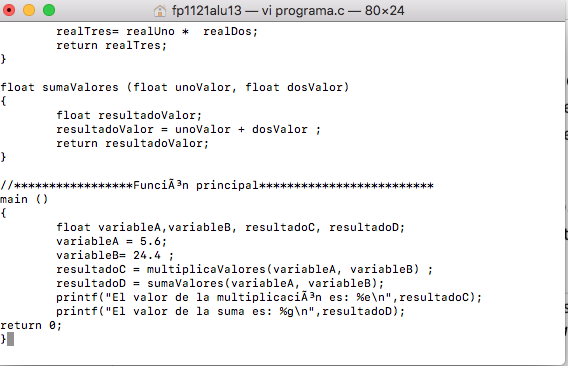 fp1121alu13 — vi programa.c — 80×24
realTres= realUno *  realDos;
return realTres;
}
float sumaValores (float unoValor, float dosValor)
{
float resultadoValor;
resultadoValor = unoValor + dosValor ;
return resultadoValor;
}
//*****************FunciÃ³n principal*************************
main ()
{
float variableA,variableB, resultadoC, resultadoD;
variableA = 5.6;
variableB= 24.4 ;
resultadoC = multiplicaValores(variableA, variableB) ;
resultadoD = sumaValores(variableA, variableB);
printf("El valor de la multiplicaciÃ³n es: %e\n",resultadoC);
printf("El valor de la suma es: %g\n",resultadoD);
return 0;
}